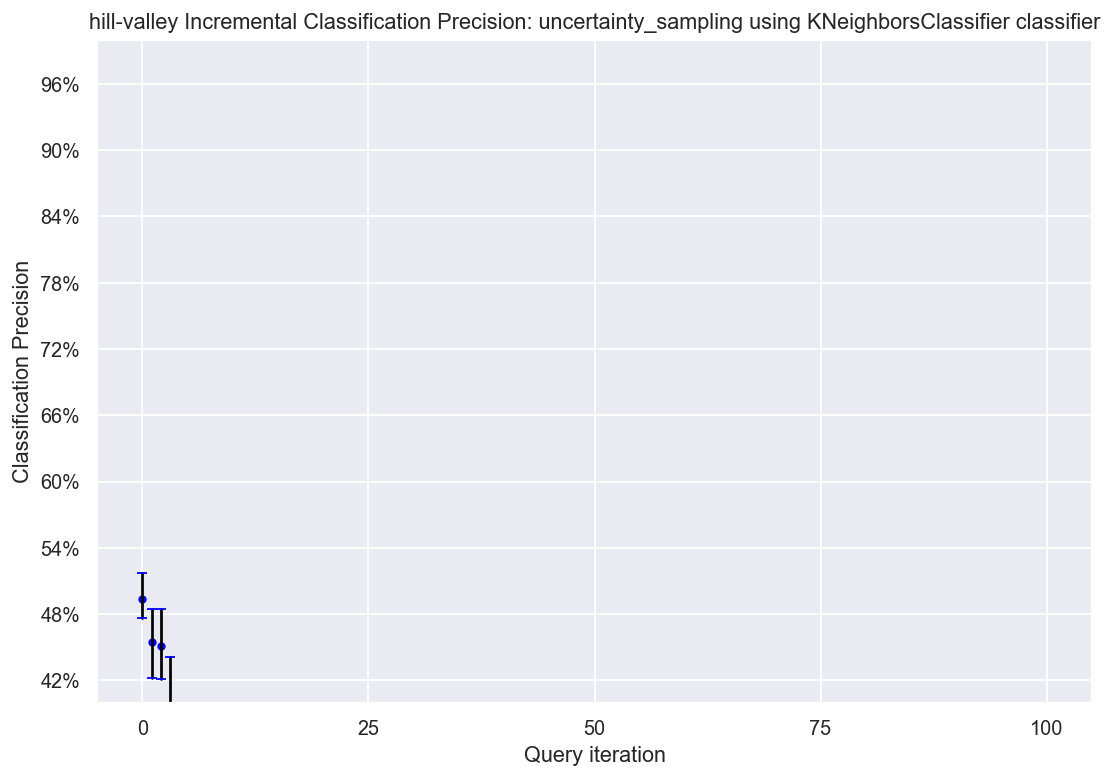 hill-valley Incremental Classification Precision: uncertainty_sampling using KNeighborsClassifier classifier
96%
90%
84%
78%
72%
66%
60%
54%
48%
42%
Classification Precision
0 25 50 75 100
Query iteration